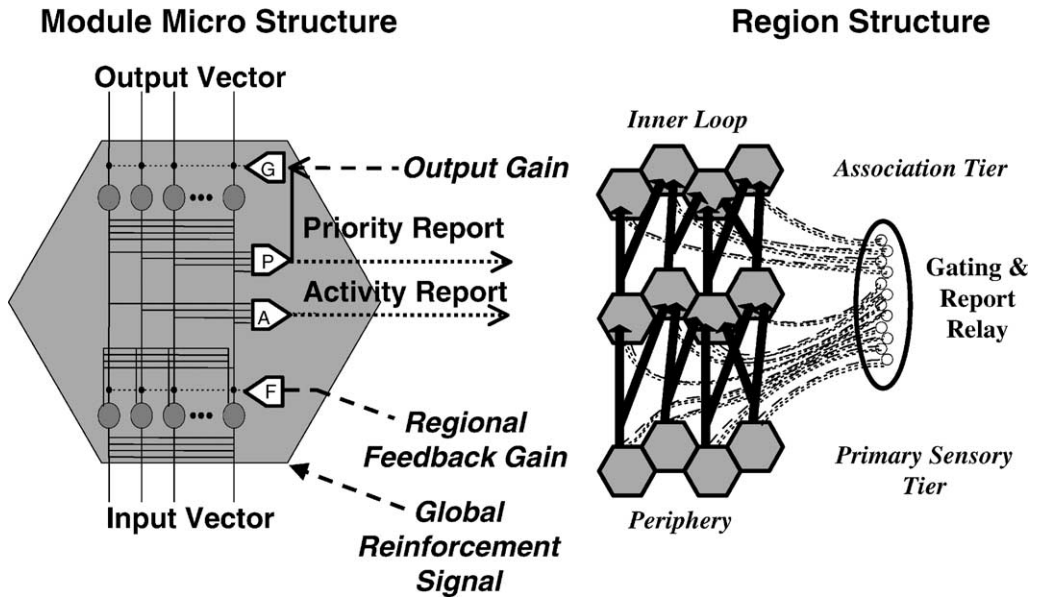 Module Micro Structure
Output Vector
G
Output Gain
Priority Report
P
Activity Report
A
F
Regional
Feedback Gain
Input Vector
Global
Reinforcement
Signal
Region Structure
Inner Loop
Association Tier
Gating &
Report
Relay
Primary Sensory
Tier
Periphery